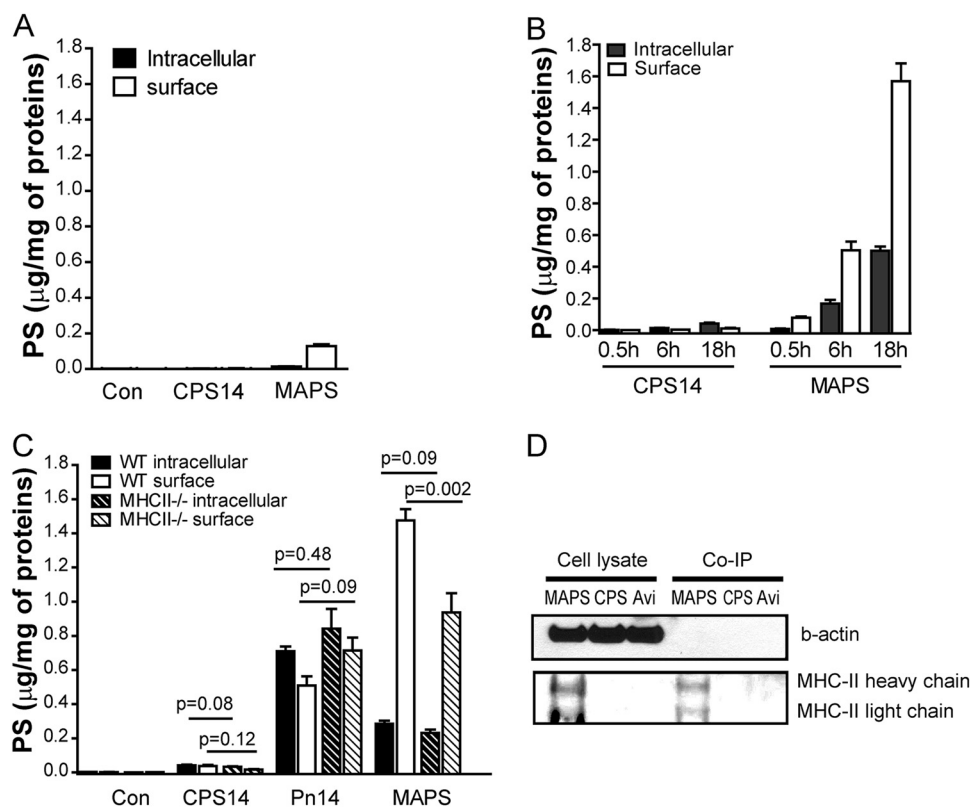 A
PS (μg/mg of proteins)
1.8
1.6
1.4
1.2
1.0
0.8
0.6
0.4
0.2
0.0
Intracellular
surface
Con CPS14 MAPS
B
PS (μg/mg of proteins)
1.8
1.6
1.4
1.2
1.0
0.8
0.6
0.4
0.2
0.0
Intracellular
Surface
0.5h 6h 18h 0.5h 6h 18h
CPS14 MAPS
C
PS (μg/mg of proteins)
1.8
1.6
1.4
1.2
1.0
0.8
0.6
0.4
0.2
0.0
WT intracellular
WT surface
MHCII-/- intracellular
MHCII-/- surface
p=0.08
p=0.12
p=0.48
p=0.09
p=0.09
p=0.002
Con CPS14 Pn14 MAPS
D
Cell lysate Co-IP
MAPS CPS Avi MAPS CPS Avi
b-actin
MHC-II heavy chain
MHC-II light chain